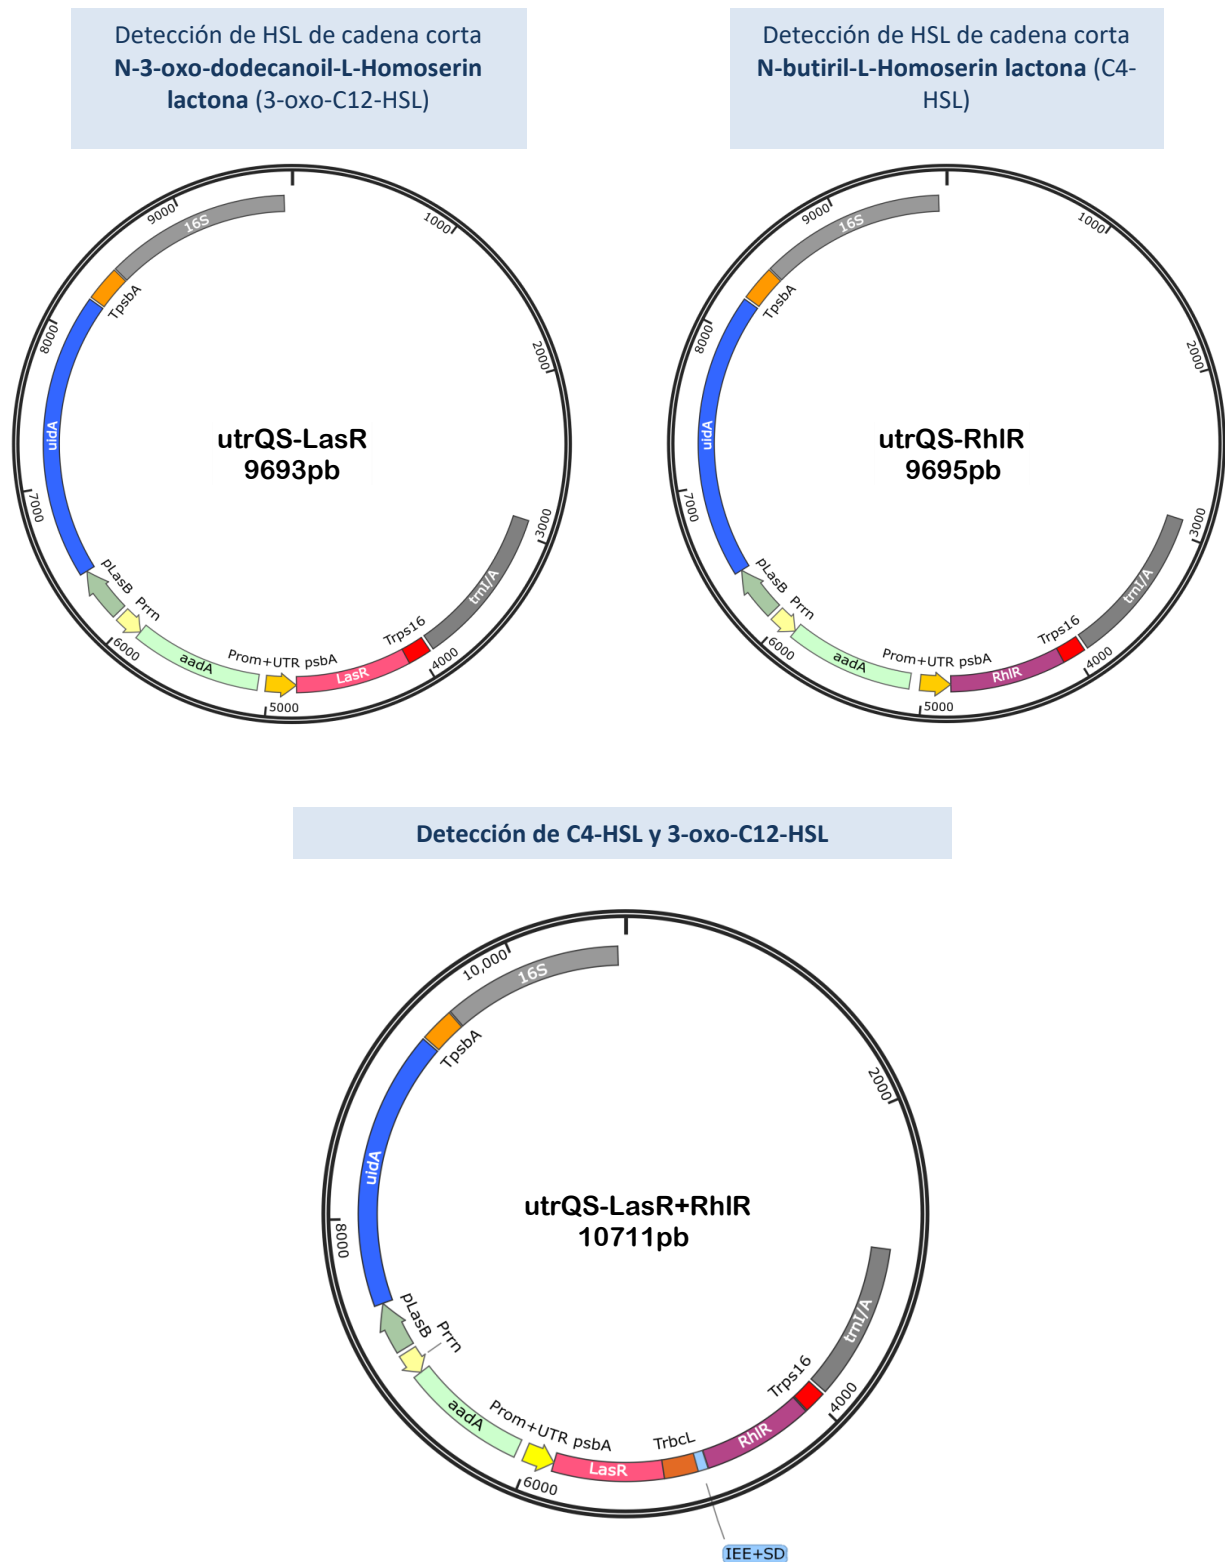 Detección de HSL de cadena corta
N-3-oxo-dodecanoil-L-Homoserin
lactona (3-oxo-C12-HSL)
Detección de HSL de cadena corta
N-butiril-L-Homoserin lactona (C4-
HSL)
9000
16S
1000
TpsbA
8000
2000
uidA
utrQS-LasR
9693pb
7000
3000
pLasB
Prrn
trnI/A
6000
aadA
Prom+UTR psbA
Trps16
LasR
4000
5000
9000
16S
1000
TpsbA
8000
2000
uidA
utrQS-RhlR
9695pb
7000
3000
pLasB
Prrn
trnI/A
6000
aadA
Prom+UTR psbA
Trps16
RhlR
4000
5000
Detección de C4-HSL y 3-oxo-C12-HSL
10,000
16S
TpsbA
2000
uidA
utrQS-LasR+RhlR
10711pb
8000
pLasB
Prrn
trnI/A
aadA
Prom+UTR psbA
TrbcL
Trps16
RhlR
4000
LasR
6000
IEE+SD